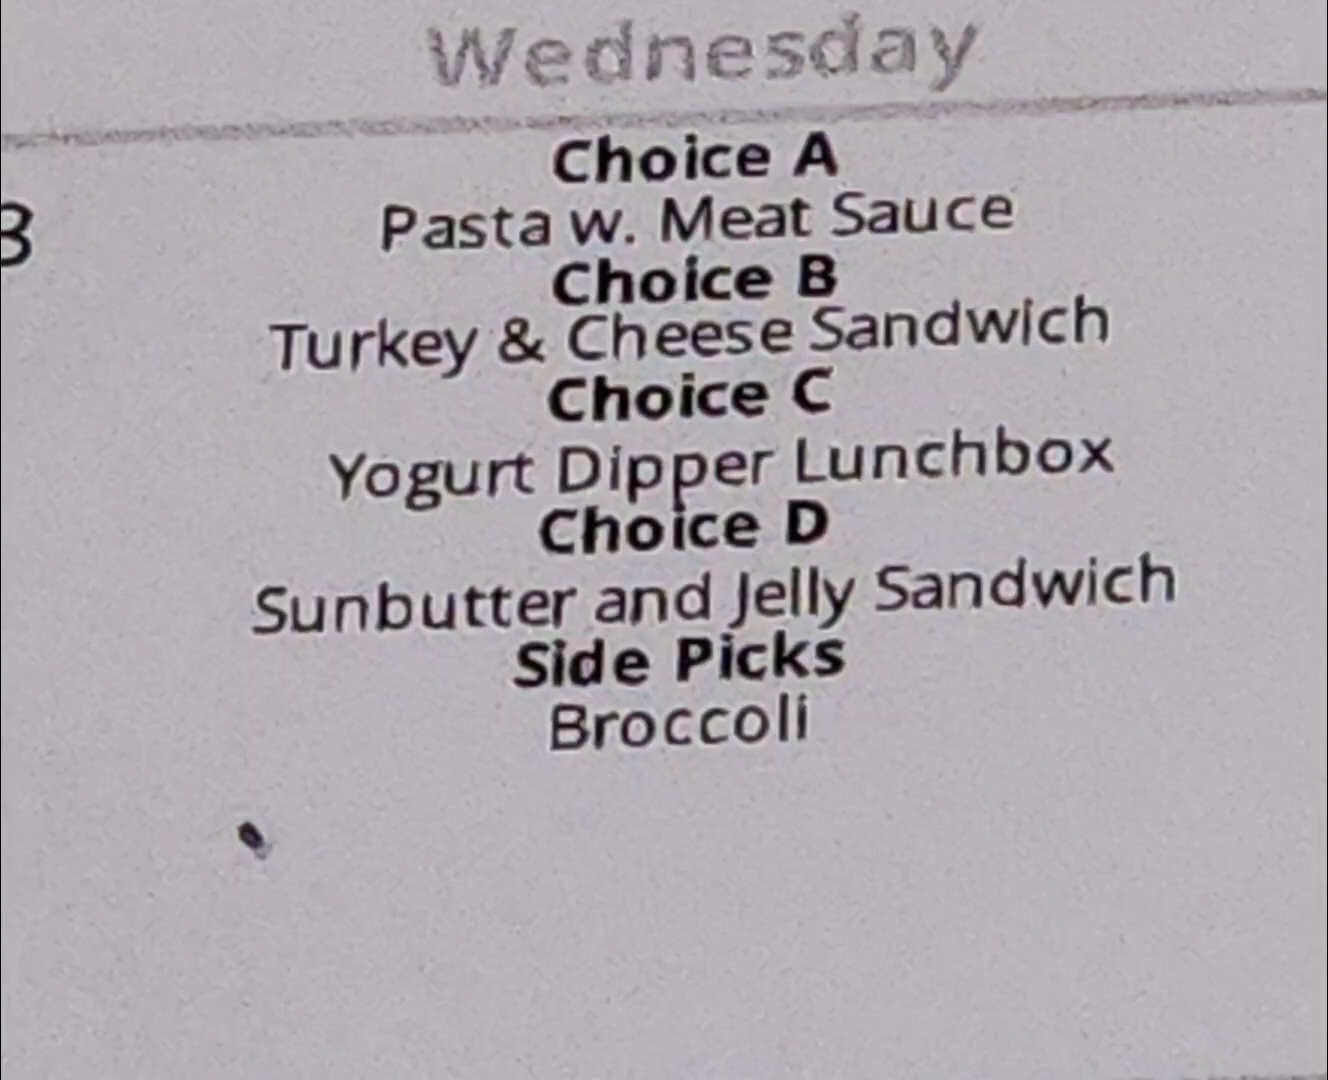 Wednesday
3
Choice A
Pasta w. Meat Sauce
Choice B
Turkey & Cheese Sandwich
Choice C
Yogurt Dipper Lunchbox
Choice D
Sunbutter and Jelly Sandwich
Side Picks
Broccoli